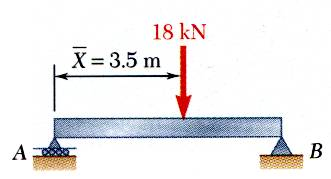 18 kN
X̅ = 3.5 m
A
B